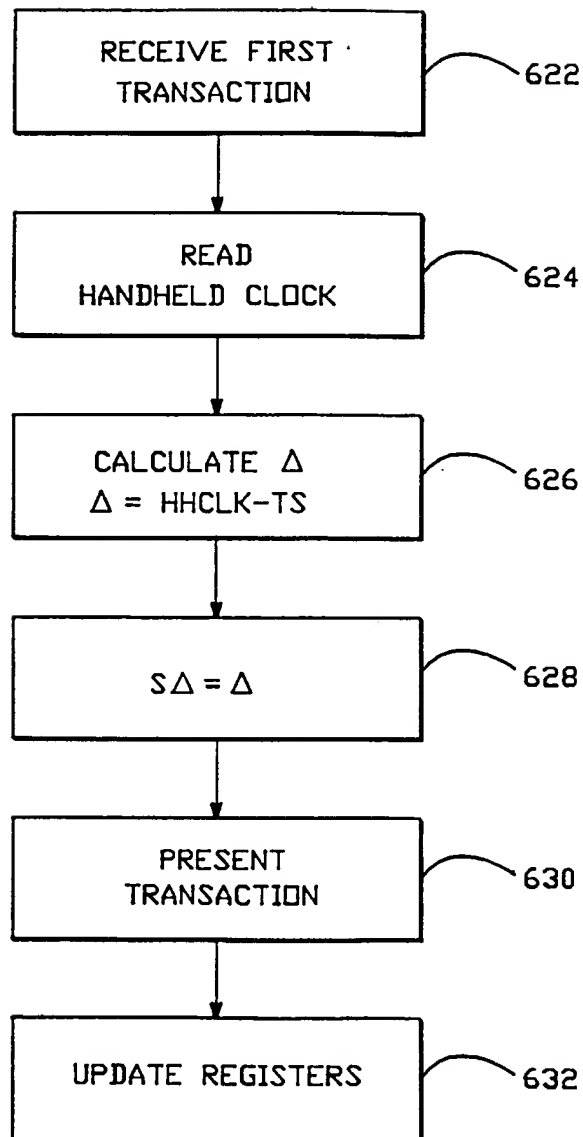 RECEIVE FIRST
TRANSACTION
622
READ
HANDHELD CLOCK
624
CALCULATE Δ
Δ = HHCLK-TS
626
SΔ = Δ
628
PRESENT
TRANSACTION
630
UPDATE REGISTERS
632